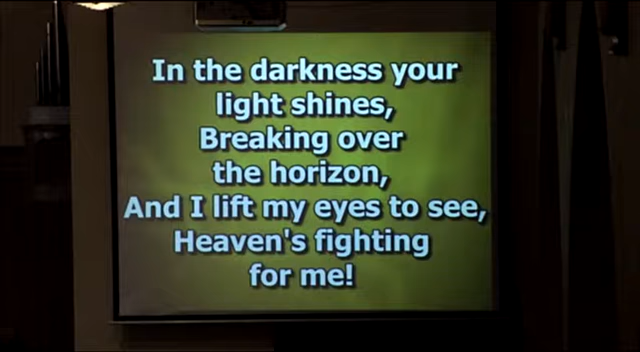 In the darkness your
light shines,
Breaking over
the horizon,
And I lift my eyes to see,
Heaven's fighting
for me!